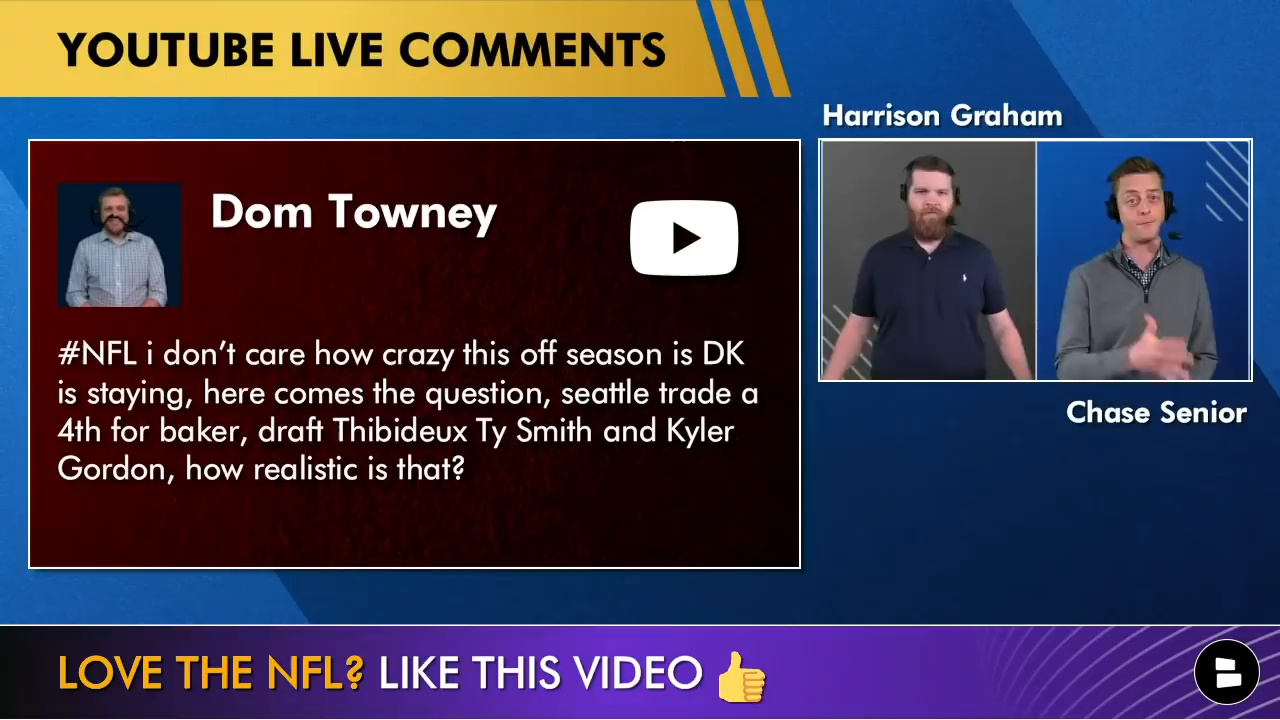 YOUTUBE LIVE COMMENTS
Harrison Graham
Dom Towney
#NFL i don't care how crazy this off season is DK
is staying, here comes the question, seattle trade a
4th for baker, draft Thibideux Ty Smith and Kyler
Gordon, how realistic is that?
Chase Senior
LOVE THE NFL? LIKE THIS VIDEO